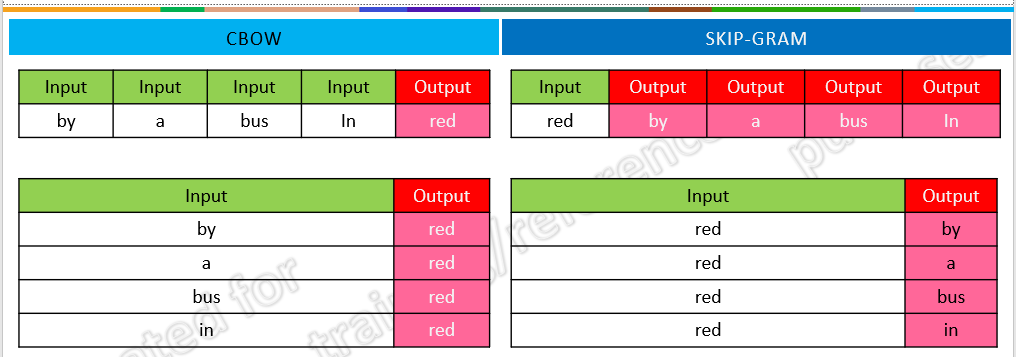 CBOW
SKIP-GRAM
Input Input Input Input Output
by a bus In red
Input Output Output Output Output
red by a bus In
Input Output
by red
a red
bus red
in red
Input Output
red by
red a
red bus
red in
for